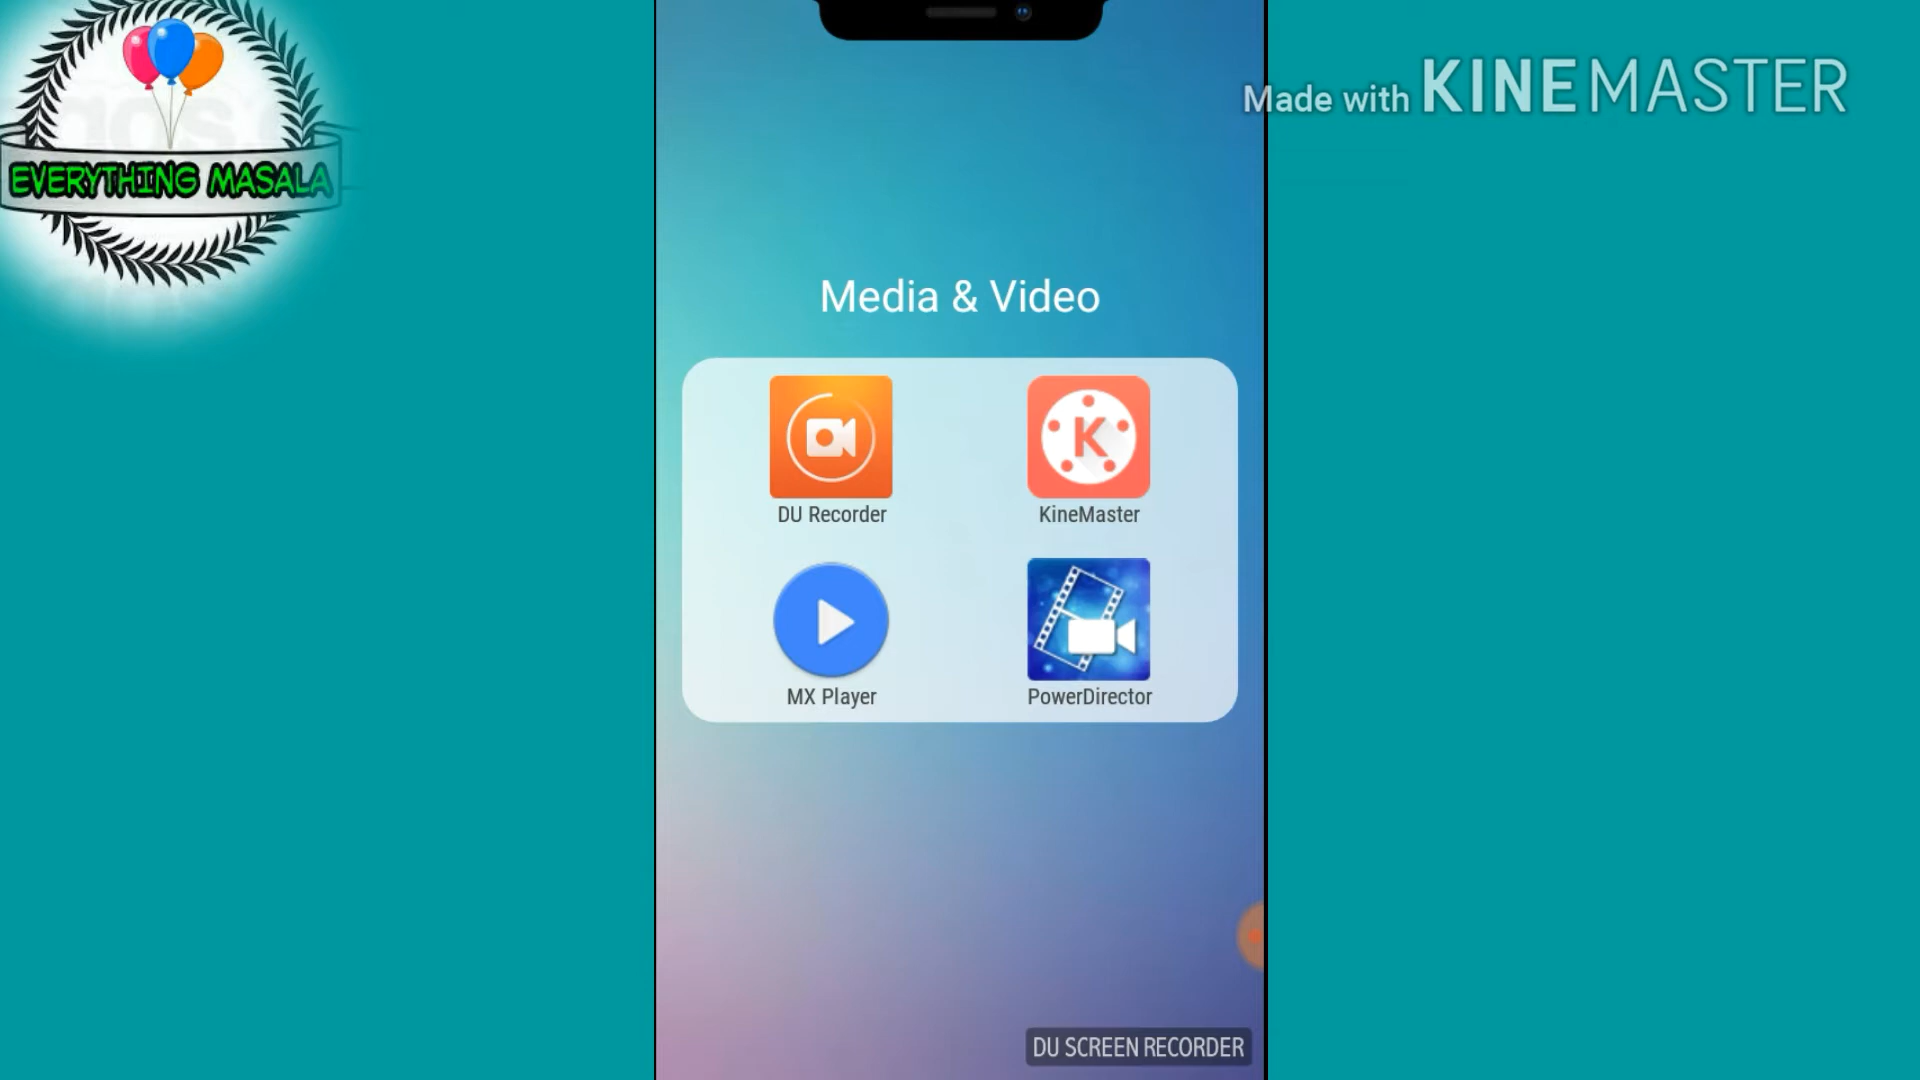 EVERYTHING MASALA
Made with KINEMASTER
Media & Video
DU Recorder
KineMaster
MX Player
PowerDirector
DU SCREEN RECORDER